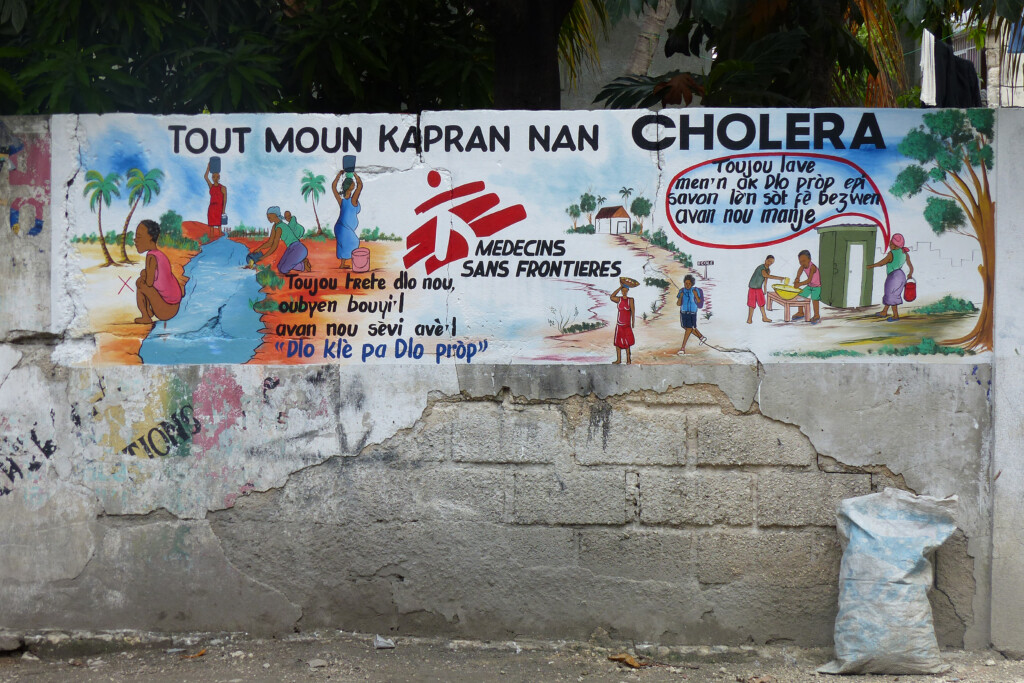 TOUT MOUN KAPRAN NAN CHOLERA
Toujou lave
men'n ak Dlo pròp epi
savon lèn sòt fè bezwen
avan nou manje
MEDECINS
SANS FRONTIERES
Toujou trete dlo nou,
oubyen bouyi'l
avan nou sèvi avè'l
"Dlo klè pa Dlo pròp"
TIONS